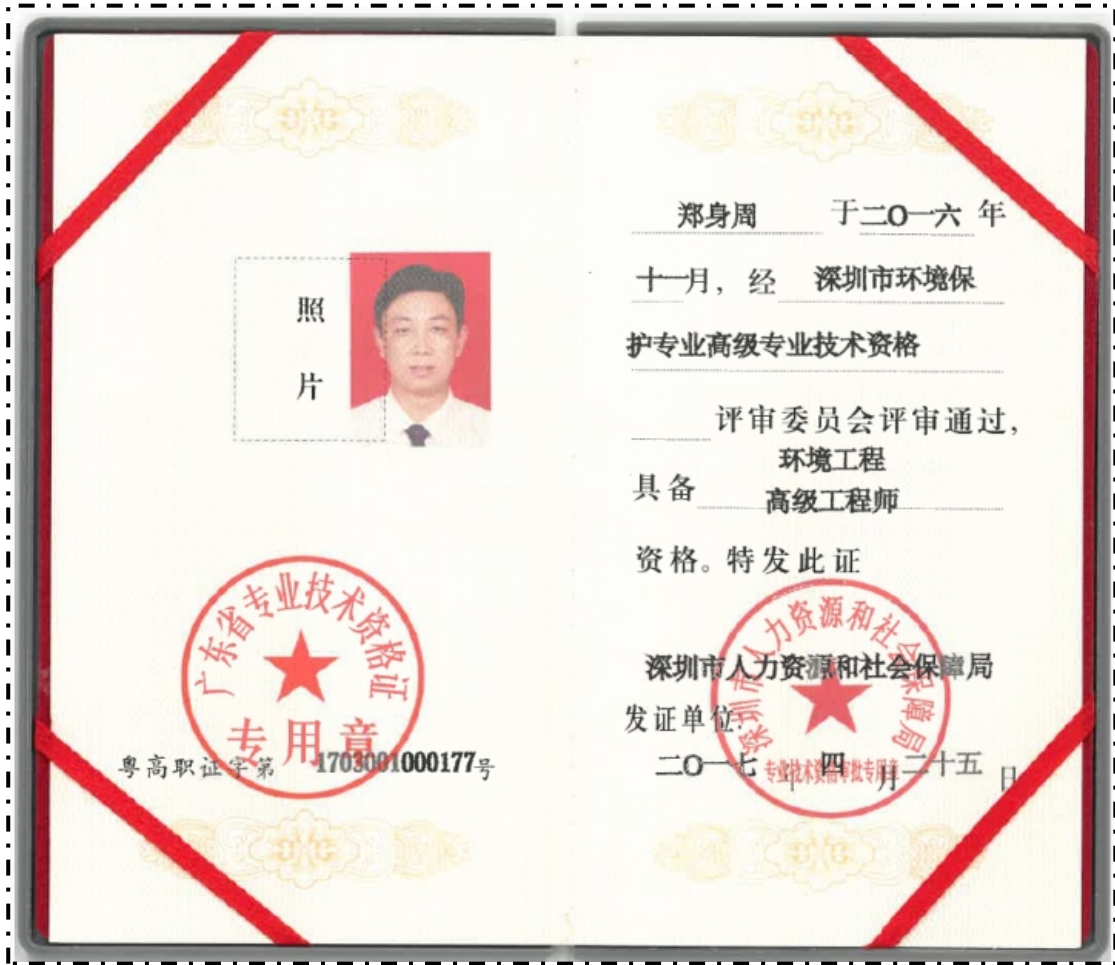 照
片
广东省专业技术资格证
专用章
粤高职证字第 1703001000177号
郑身周 于二〇一六 年
十一月，经 深圳市环境保
护专业高级专业技术资格
评审委员会评审通过，
环境工程
具备
高级工程师
资格。特发此证
深圳市人力资源和社会保障局
深圳市人力资源和社会保障局
发证单位：
二〇一七 年 四 月 二十五 日
专业技术资格审批专用章